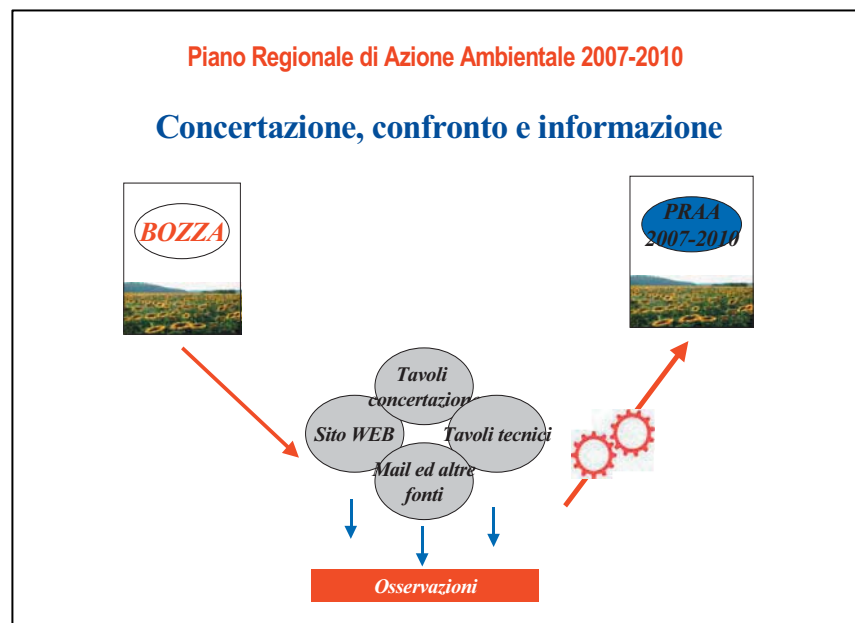 Piano Regionale di Azione Ambientale 2007-2010
Concertazione, confronto e informazione
BOZZA
PRAA
2007-2010
Tavoli
concertazione
Sito WEB
Tavoli tecnici
Mail ed altre
fonti
Osservazioni